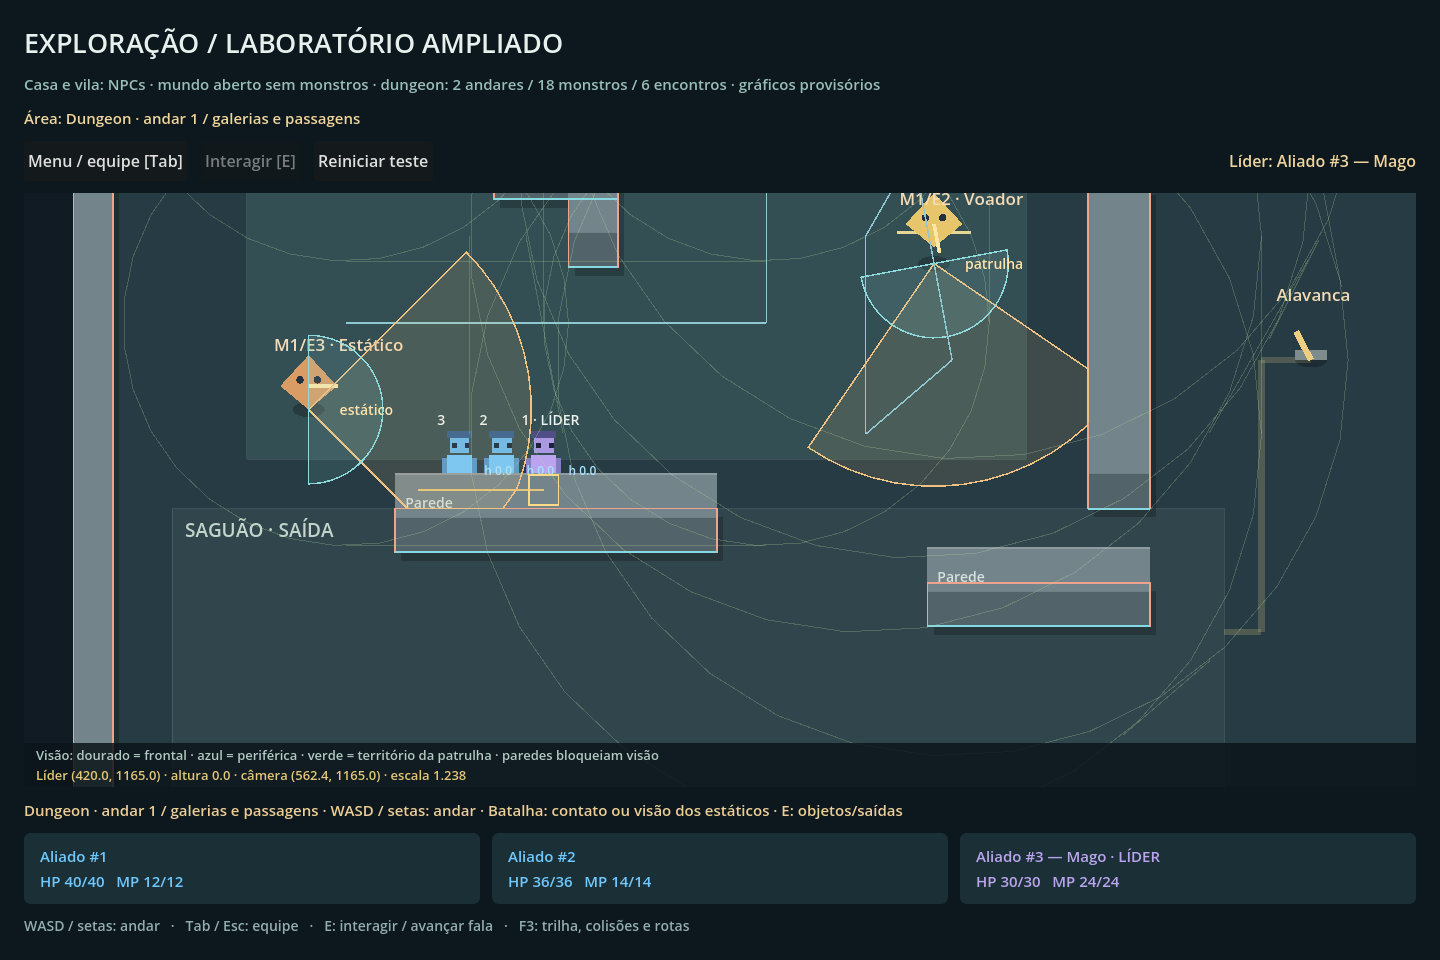 EXPLORAÇÃO / LABORATÓRIO AMPLIADO
Casa e vila: NPCs · mundo aberto sem monstros · dungeon: 2 andares / 18 monstros / 6 encontros · gráficos provisórios
Área: Dungeon · andar 1 / galerias e passagens
Menu / equipe [Tab] Interagir [E] Reiniciar teste Líder: Aliado #3 — Mago
M1/E2 · Voador
patrulha
Alavanca
M1/E3 · Estático
estático
3 2 1 · LÍDER
h 0.0 h 0.0 h 0.0
Parede
SAGUÃO · SAÍDA
Parede
Visão: dourado = frontal · azul = periférica · verde = território da patrulha · paredes bloqueiam visão
Líder (420.0, 1165.0) · altura 0.0 · câmera (562.4, 1165.0) · escala 1.238
Dungeon · andar 1 / galerias e passagens · WASD / setas: andar · Batalha: contato ou visão dos estáticos · E: objetos/saídas
Aliado #1
HP 40/40 MP 12/12
Aliado #2
HP 36/36 MP 14/14
Aliado #3 — Mago · LÍDER
HP 30/30 MP 24/24
WASD / setas: andar · Tab / Esc: equipe · E: interagir / avançar fala · F3: trilha, colisões e rotas